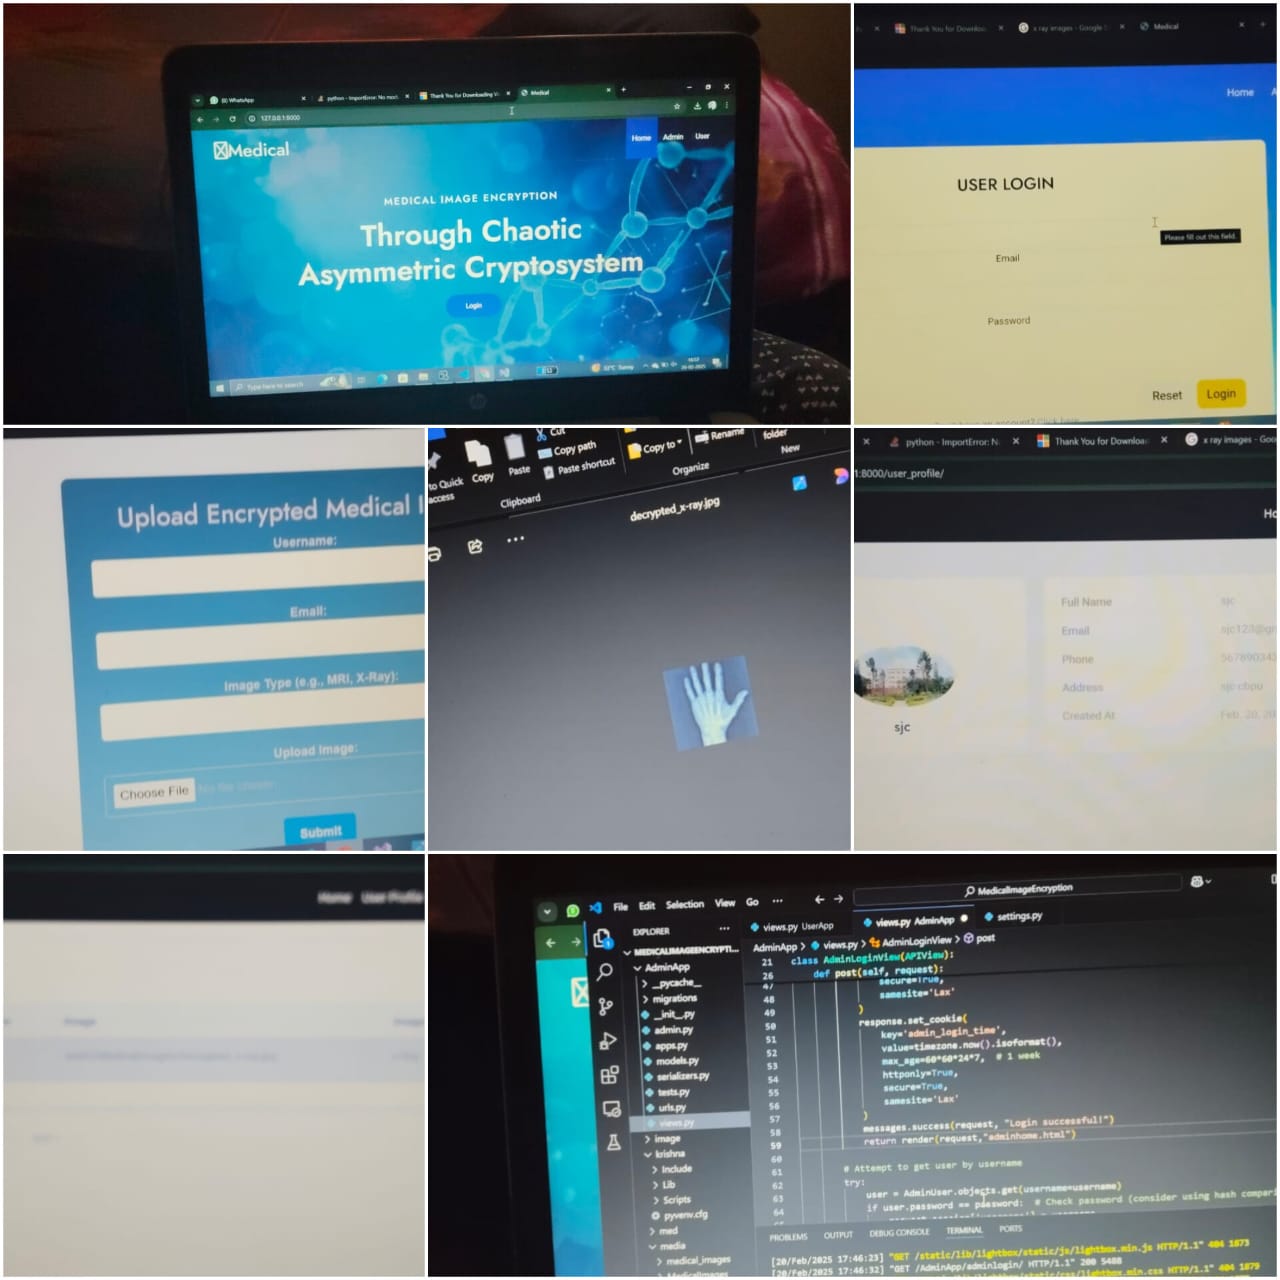 (6) WhatsApp
python - ImportError: No mod
Thank You for Downloading Vi
Medical
127.0.0.1:8000
Medical
Home
Admin
User
MEDICAL IMAGE ENCRYPTION
Through Chaotic
Asymmetric Cryptosystem
Login
Type here to search
32°C Sunny
Thank You for Downloa
x ray images - Google
Medical
Home
USER LOGIN
Please fill out this field.
Email
Password
Reset
Login
Upload Encrypted Medical I
Username:
Email:
Image Type (e.g., MRI, X-Ray):
Upload Image:
Choose File
No file chosen
Submit
to Quick
access
Copy
Paste
Cut
Copy path
Paste shortcut
Clipboard
Copy to
Rename
Organize
folder
New
decrypted_x-ray.jpg
python - ImportError: N
Thank You for Downloa
x ray images - Goo
1:8000/user_profile/
Ho
Full Name
sjc
Email
sjc123@g
Phone
567890343
Address
sjc cbpu
Created At
Feb. 20, 20
sjc
Home
User Profile
Image
File
Edit
Selection
View
Go
MedicalImageEncryption
EXPLORER
views.py UserApp
views.py AdminApp
settings.py
MEDICALIMAGEENCRYPTI...
AdminApp > views.py > AdminLoginView > post
AdminApp
__pycache__
migrations
__init__.py
admin.py
apps.py
models.py
serializers.py
tests.py
urls.py
views.py
image
krishna
Include
Lib
Scripts
pyvenv.cfg
med
media
medical_images
21 class AdminLoginView(APIView):
26 def post(self, request):
47 secure=True,
48 samesite='Lax'
49 )
50 response.set_cookie(
51 key='admin_login_time',
52 value=timezone.now().isoformat(),
53 max_age=60*60*24*7, # 1 week
54 httponly=True,
55 secure=True,
56 samesite='Lax'
57 )
58 messages.success(request, "Login successful!")
59 return render(request,"adminhome.html")
60
61 # Attempt to get user by username
62 try:
63 user = AdminUser.objects.get(username=username)
64 if user.password == password: # Check password (consider using hash compari
PROBLEMS
OUTPUT
DEBUG CONSOLE
TERMINAL
PORTS
[20/Feb/2025 17:46:23] "GET /static/lib/lightbox/static/js/lightbox.min.js HTTP/1.1" 404 1873
[20/Feb/2025 17:46:32] "GET /AdminApp/adminlogin/ HTTP/1.1" 200 5488